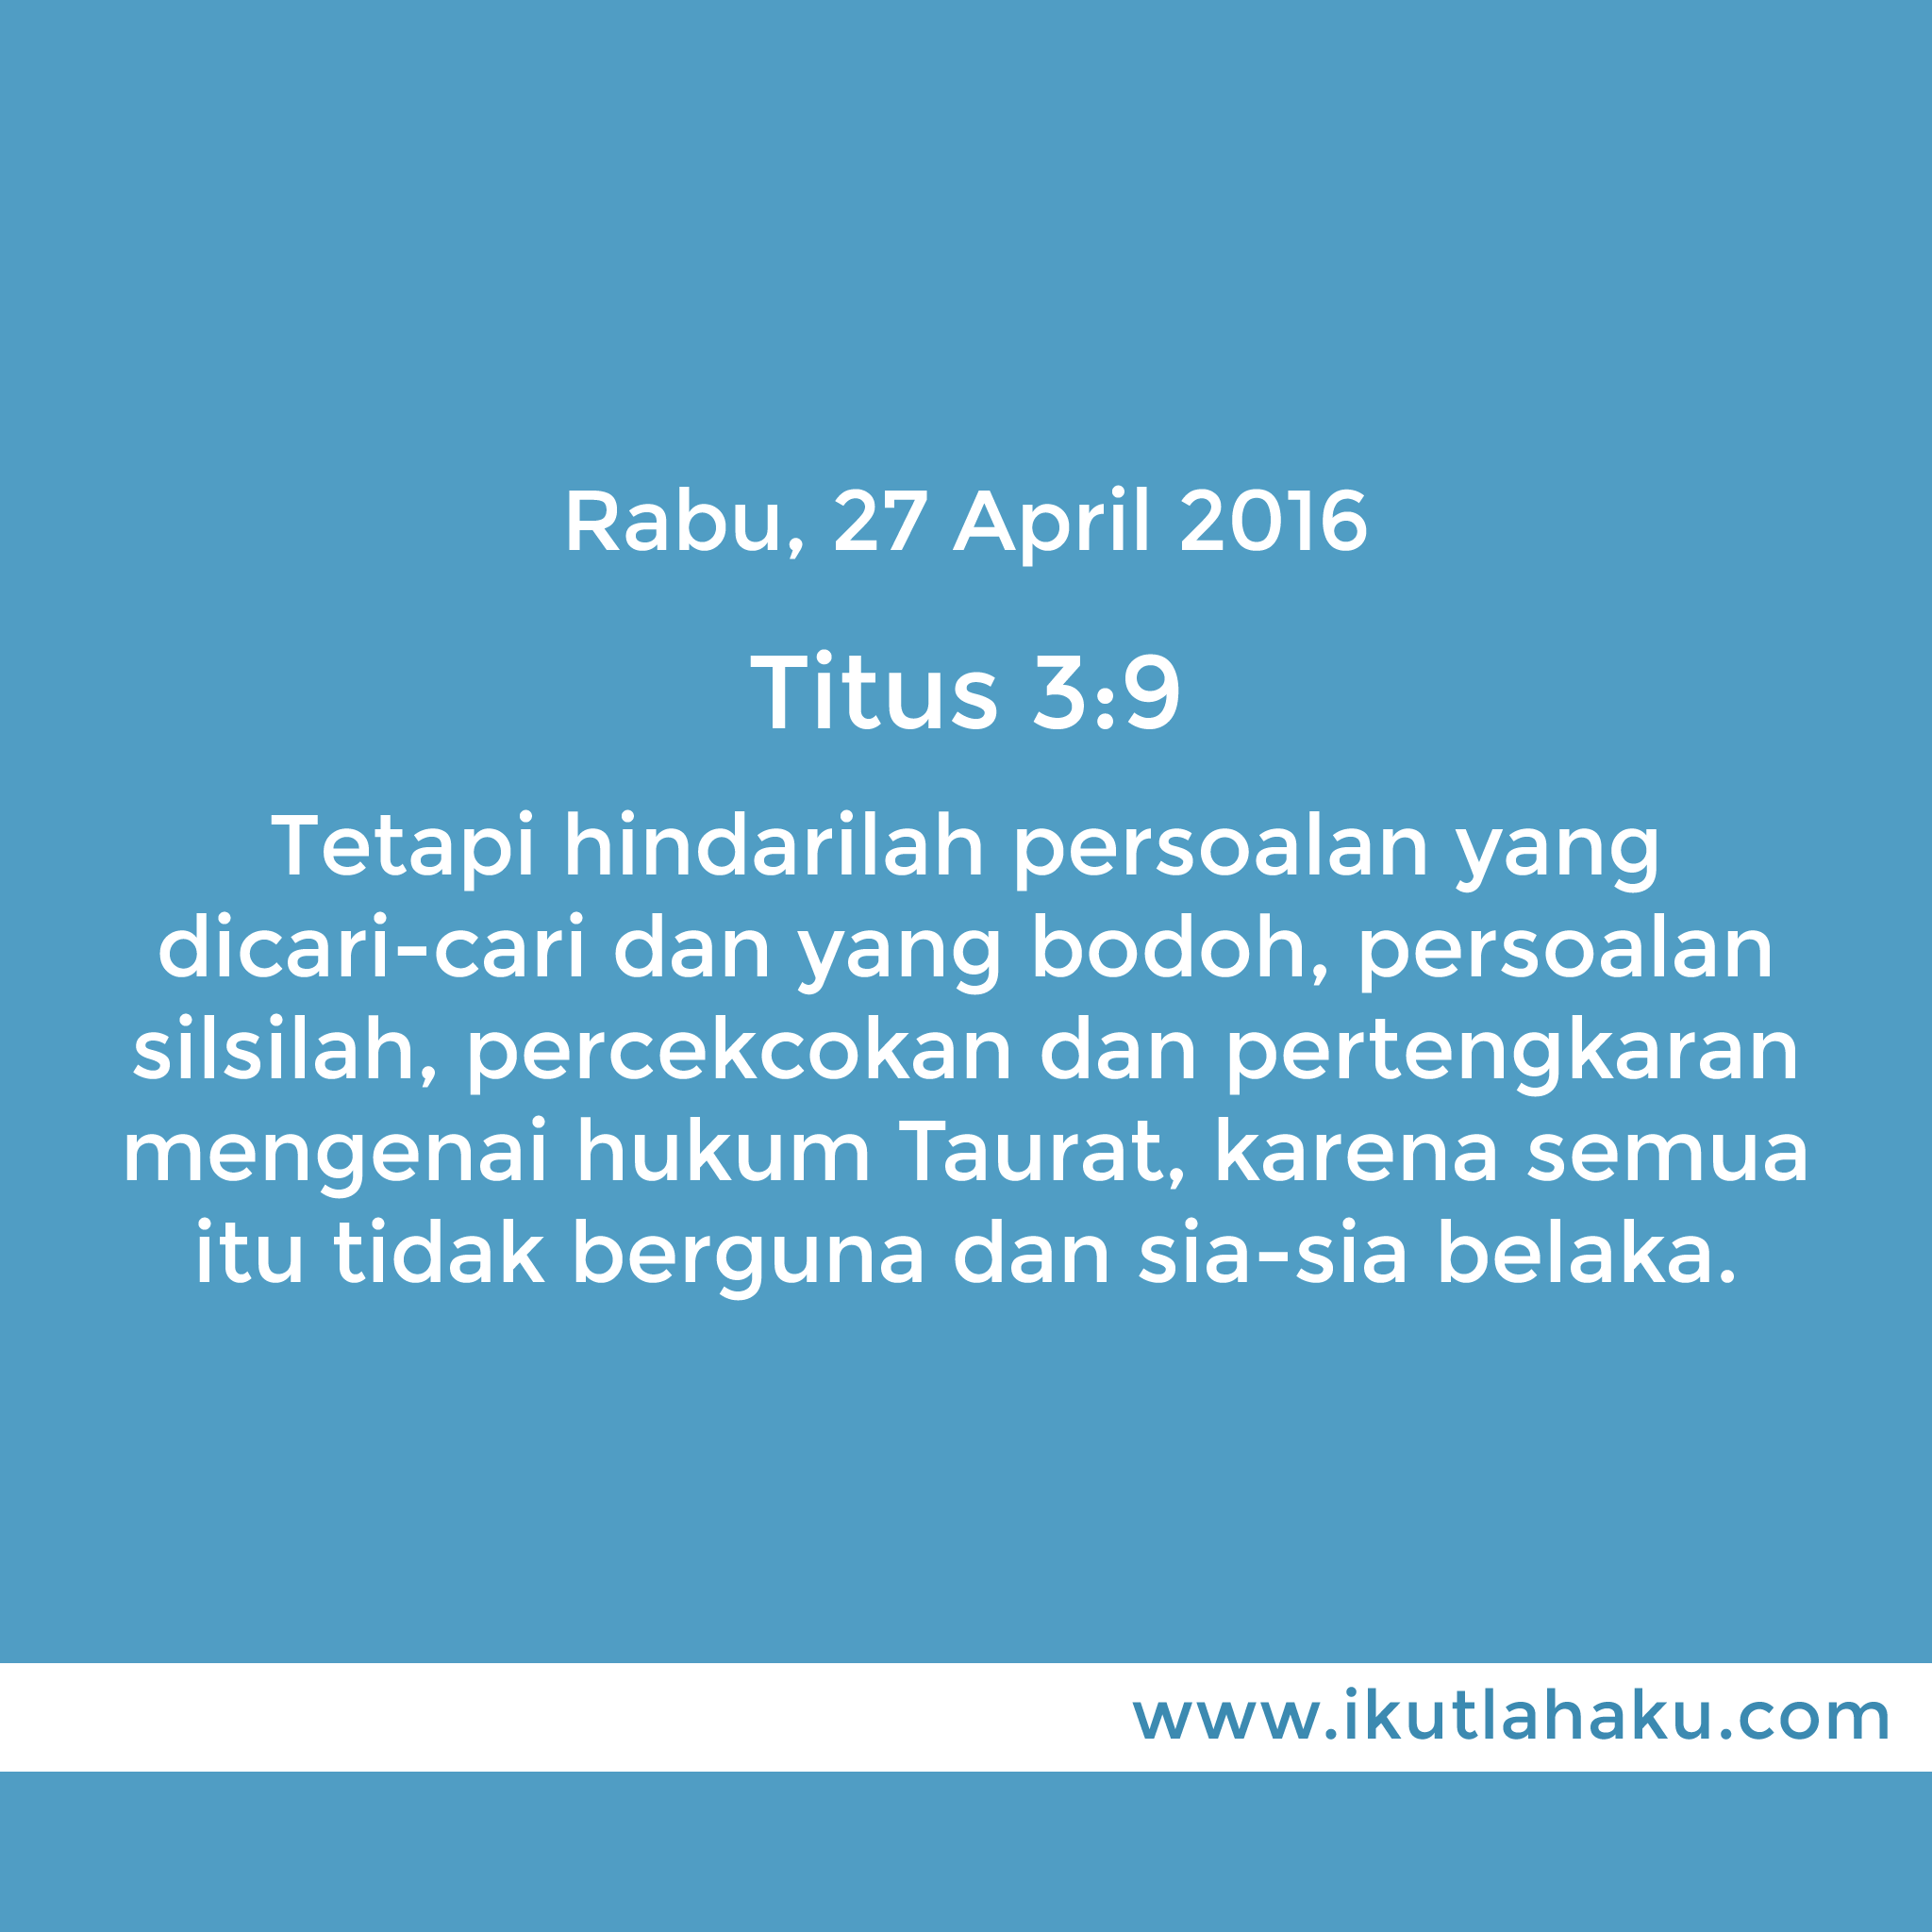 Rabu, 27 April 2016
Titus 3:9
Tetapi hindarilah persoalan yang
dicari-cari dan yang bodoh, persoalan
silsilah, percekcokan dan pertengkaran
mengenai hukum Taurat, karena semua
itu tidak berguna dan sia-sia belaka.
www.ikutlahaku.com